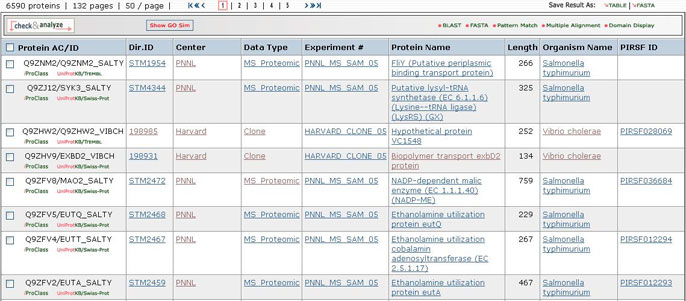 6590 proteins | 132 pages | 50 / page | 1 | 2 | 3 | 4 | 5 Save Result As: TABLE | FASTA
check & analyze Show GO Slim BLAST FASTA Pattern Match Multiple Alignment Domain Display
Protein AC/ID Dir.ID Center Data Type Experiment # Protein Name Length Organism Name PIRSF ID
Q9ZNM2/Q9ZNM2_SALTY STM1954 PNNL MS_Proteomic PNNL_MS_SAM_05 FliY (Putative periplasmic 266 Salmonella
iProClass UniProtKB/TrEMBL binding transport protein) typhimurium
Q9ZJ12/SYK3_SALTY STM4344 PNNL MS_Proteomic PNNL_MS_SAM_05 Putative lysyl-tRNA 325 Salmonella
iProClass UniProtKB/Swiss-Prot synthetase (EC 6.1.1.6) typhimurium
(Lysine--tRNA ligase)
(LysRS) (GX)
Q9ZHW2/Q9ZHW2_VIBCH 198985 Harvard Clone HARVARD_CLONE_05 Hypothetical protein 252 Vibrio cholerae PIRSF028069
iProClass UniProtKB/TrEMBL VC1548
Q9ZHV9/EXBD2_VIBCH 198931 Harvard Clone HARVARD_CLONE_05 Biopolymer transport exbD2 134 Vibrio cholerae
iProClass UniProtKB/Swiss-Prot protein
Q9ZFV8/MAO2_SALTY STM2472 PNNL MS_Proteomic PNNL_MS_SAM_05 NADP-dependent malic 759 Salmonella PIRSF036684
iProClass UniProtKB/Swiss-Prot enzyme (EC 1.1.1.40) typhimurium
(NADP-ME)
Q9ZFV5/EUTQ_SALTY STM2468 PNNL MS_Proteomic PNNL_MS_SAM_05 Ethanolamine utilization 229 Salmonella
iProClass UniProtKB/Swiss-Prot protein eutQ typhimurium
Q9ZFV4/EUTT_SALTY STM2467 PNNL MS_Proteomic PNNL_MS_SAM_05 Ethanolamine utilization 267 Salmonella PIRSF012294
iProClass UniProtKB/Swiss-Prot cobalamin typhimurium
adenosyltransferase (EC
2.5.1.17)
Q9ZFV2/EUTA_SALTY STM2459 PNNL MS_Proteomic PNNL_MS_SAM_05 Ethanolamine utilization 467 Salmonella PIRSF012293
iProClass UniProtKB/Swiss-Prot protein eutA typhimurium